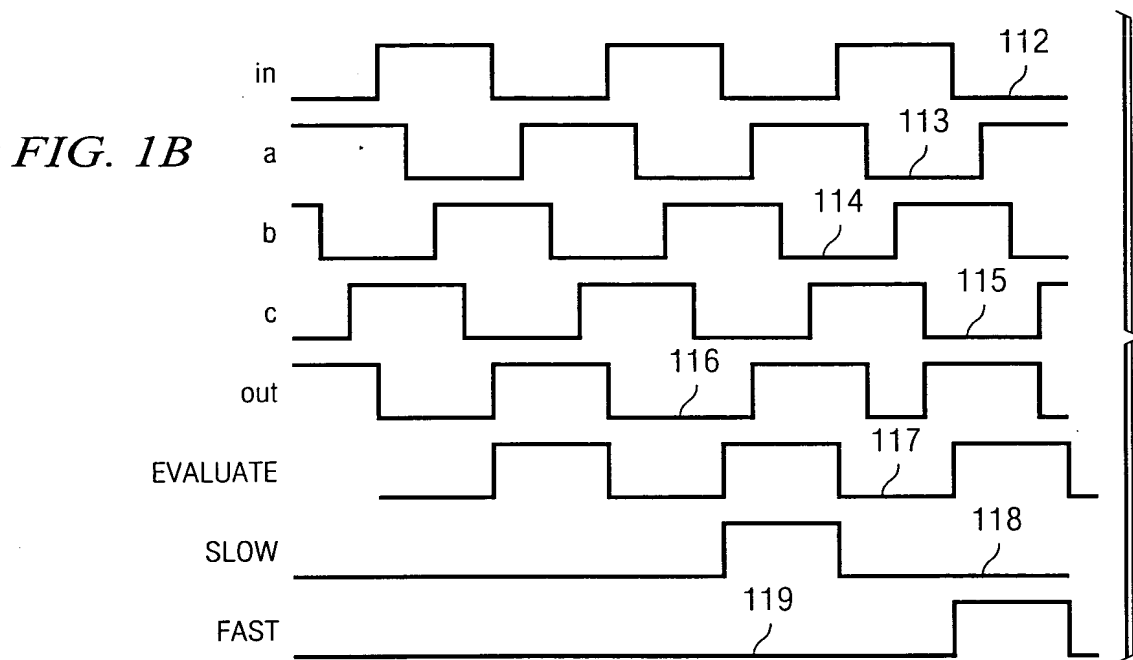 FIG. 1B
in
112
a
113
b
114
c
115
out
116
EVALUATE
117
SLOW
118
FAST
119